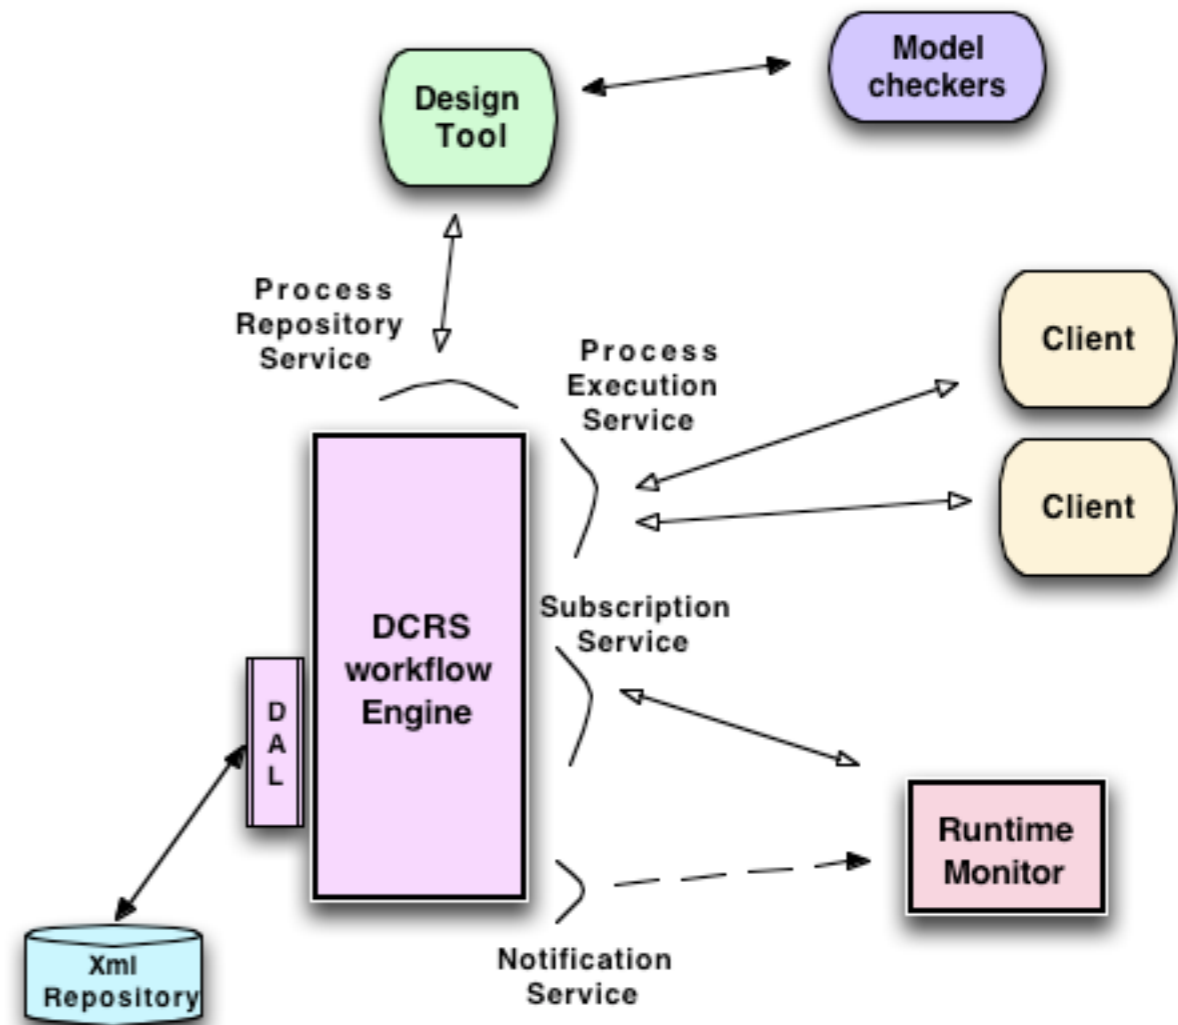 Model
checkers
Design
Tool
Process
Repository
Service
Process
Execution
Service
Client
Client
Subscription
Service
DCRS
workflow
Engine
D
A
L
Runtime
Monitor
Xml
Repository
Notification
Service